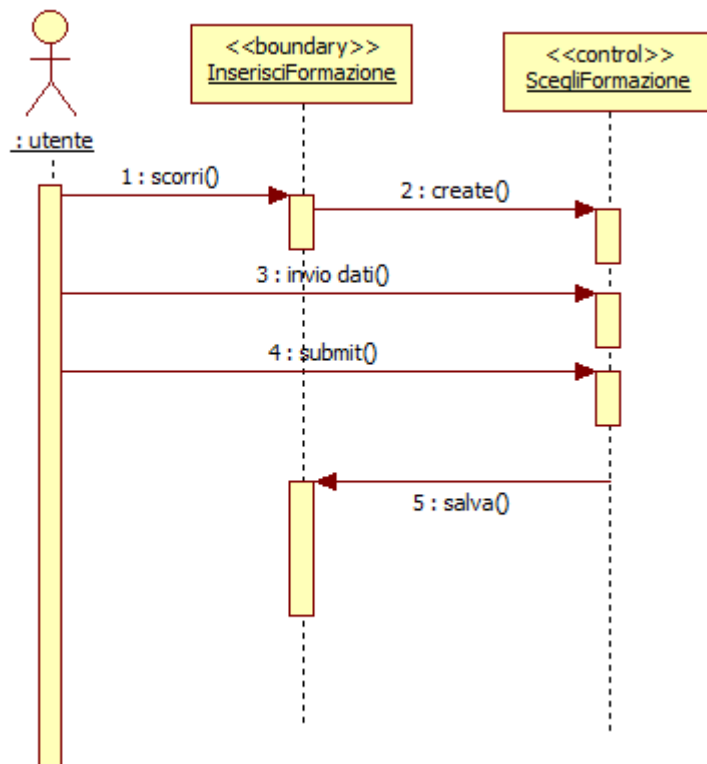 <<boundary>>
InserisciFormazione
<<control>>
ScegliFormazione
: utente
1 : scorri()
2 : create()
3 : invio dati()
4 : submit()
5 : salva()